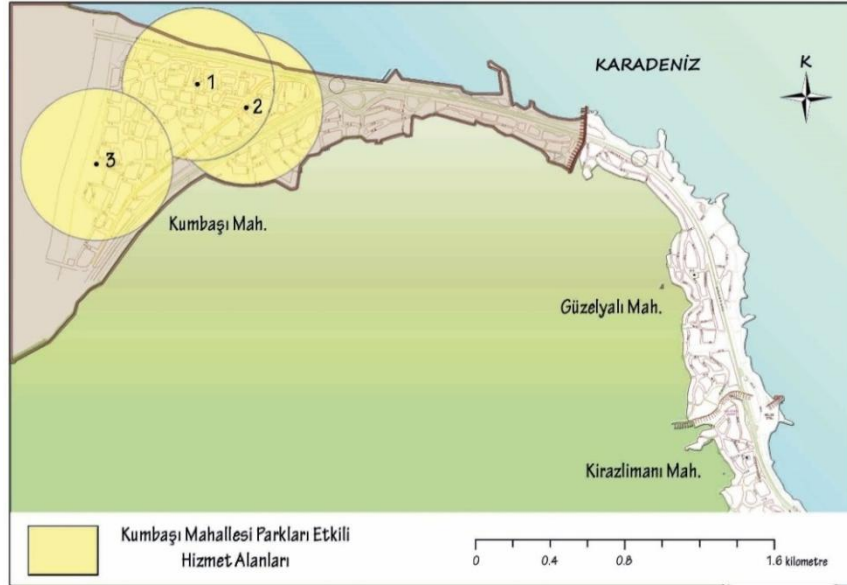 KARADENİZ
K
1
2
3
Kumbaşı Mah.
Güzelyalı Mah.
Kirazlimanı Mah.
Kumbaşı Mahallesi Parkları Etkili
Hizmet Alanları
0 0.4 0.8 1.6 kilometre